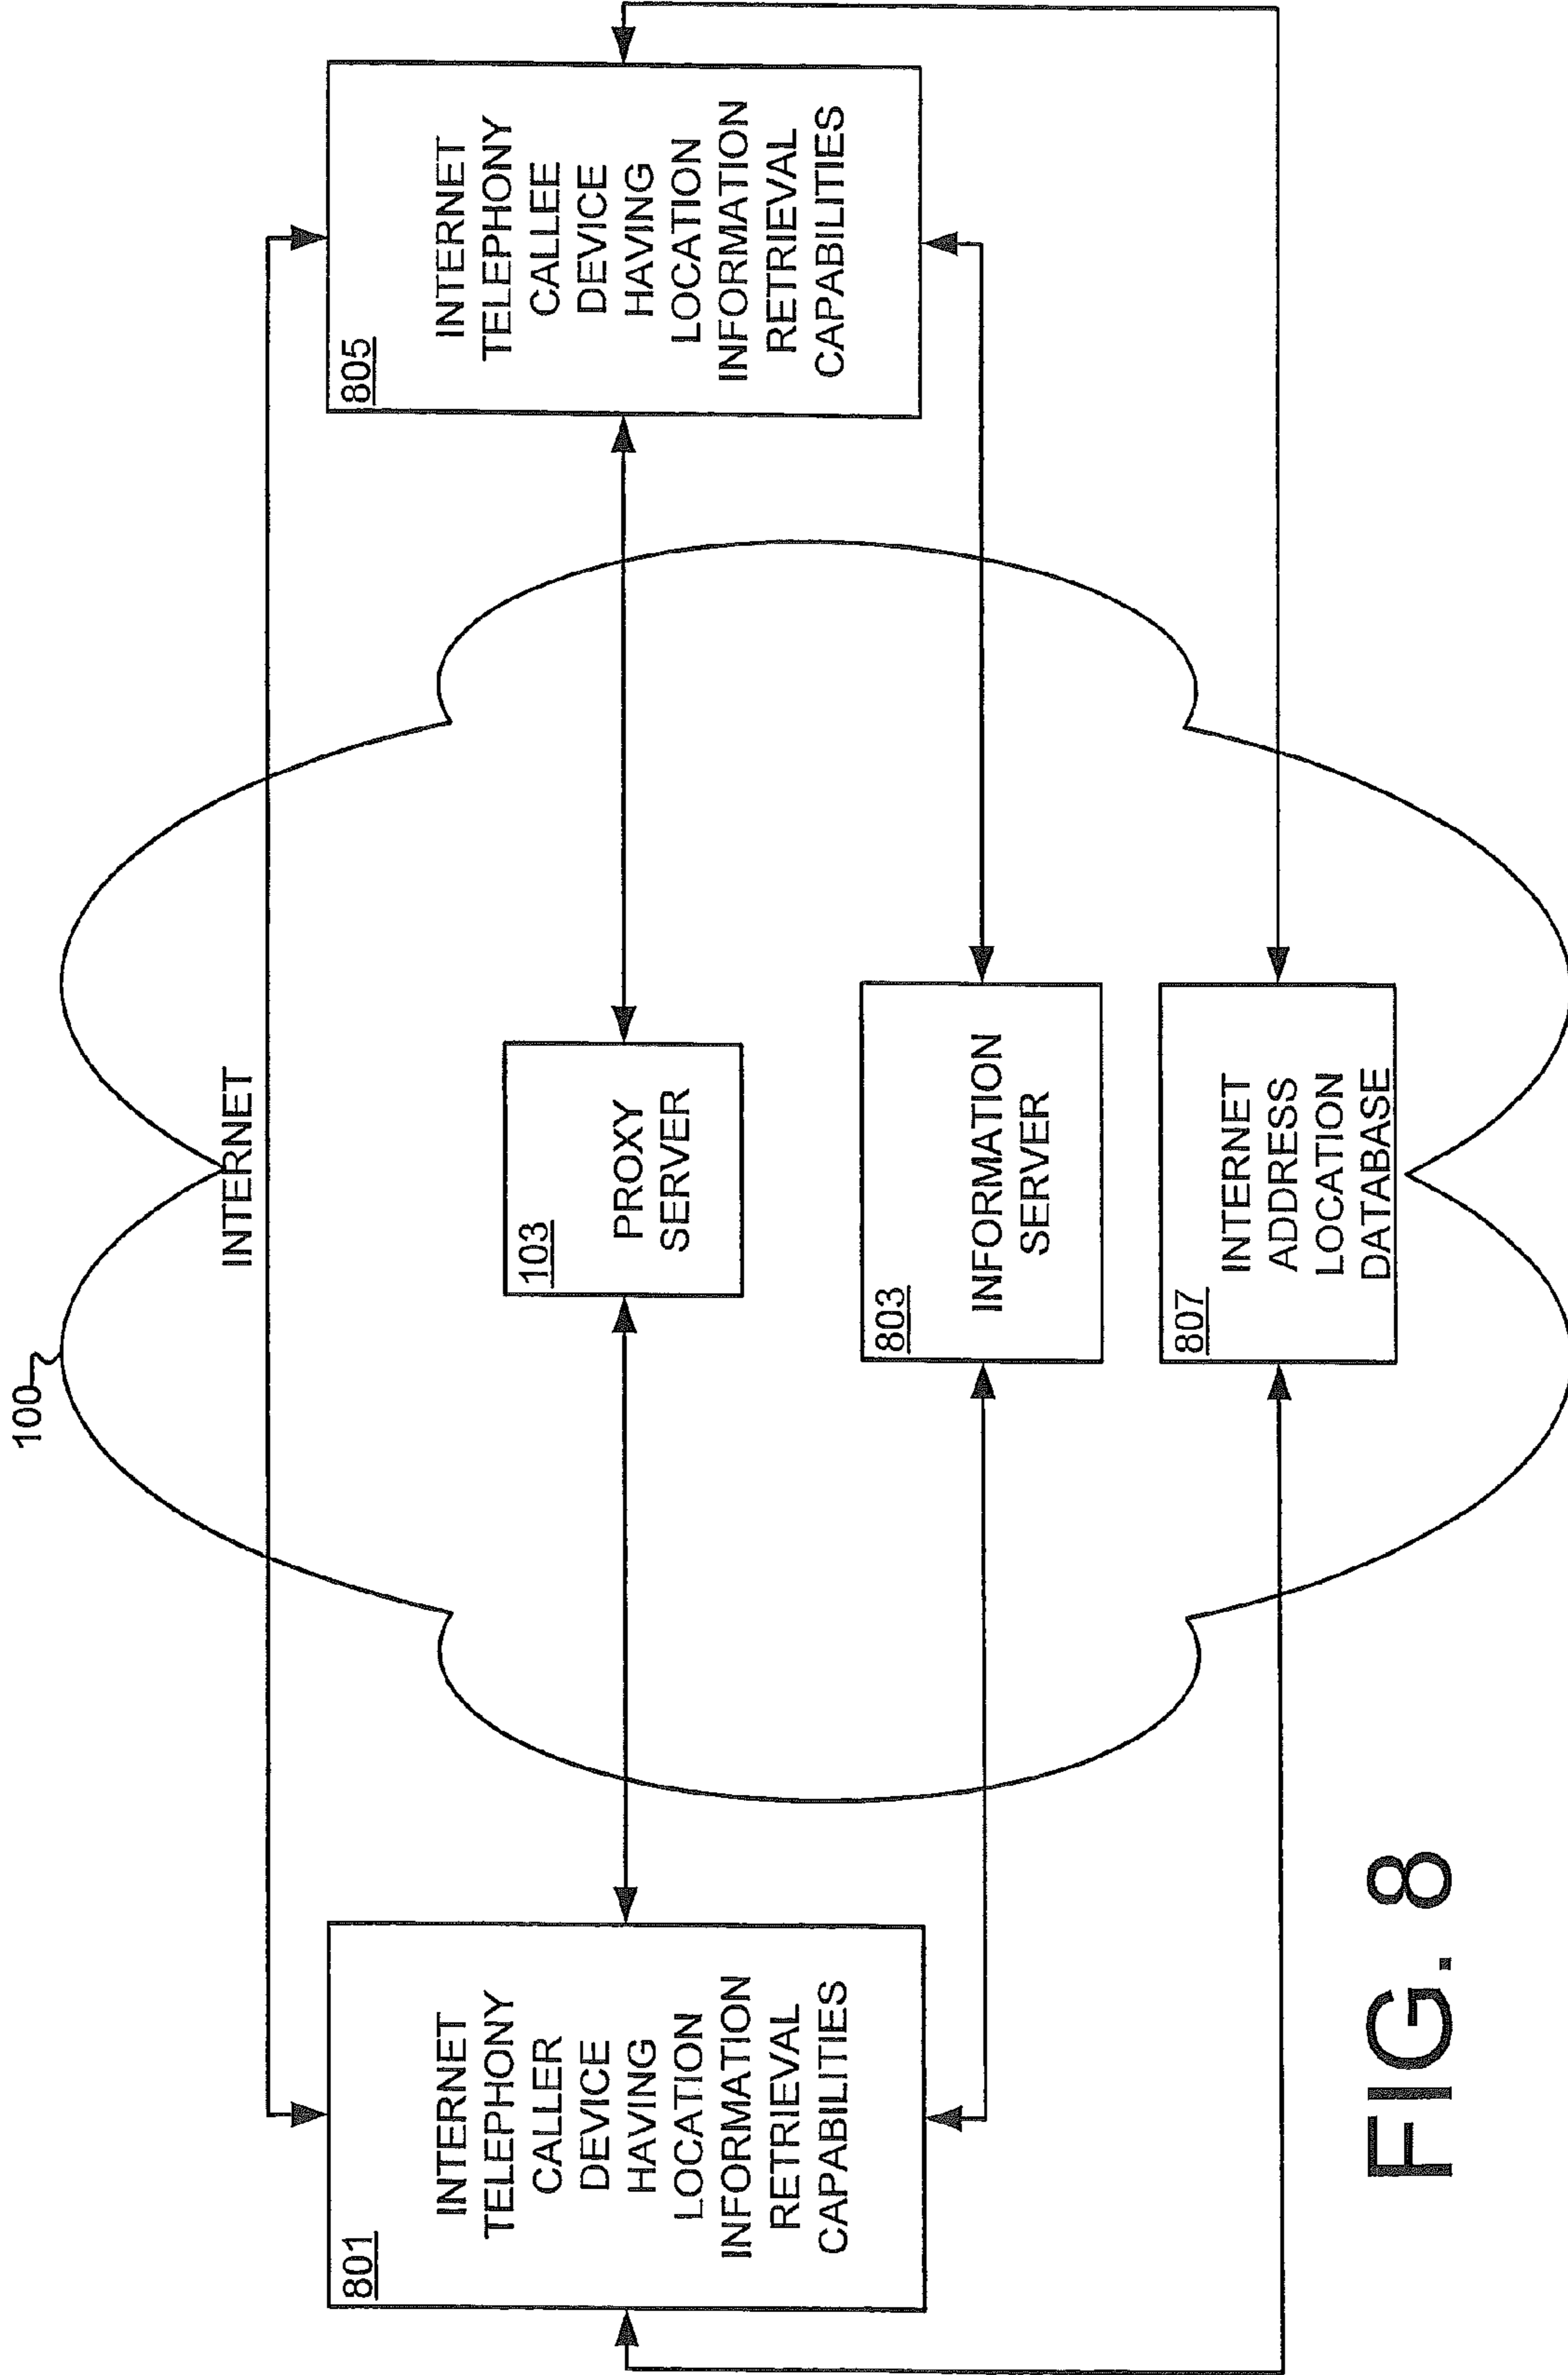 100
INTERNET
801
INTERNET
TELEPHONY
CALLER
DEVICE
HAVING
LOCATION
INFORMATION
RETRIEVAL
CAPABILITIES
103
PROXY
SERVER
803
INFORMATION
SERVER
807
INTERNET
ADDRESS
LOCATION
DATABASE
805
INTERNET
TELEPHONY
CALLEE
DEVICE
HAVING
LOCATION
INFORMATION
RETRIEVAL
CAPABILITIES
FIG. 8